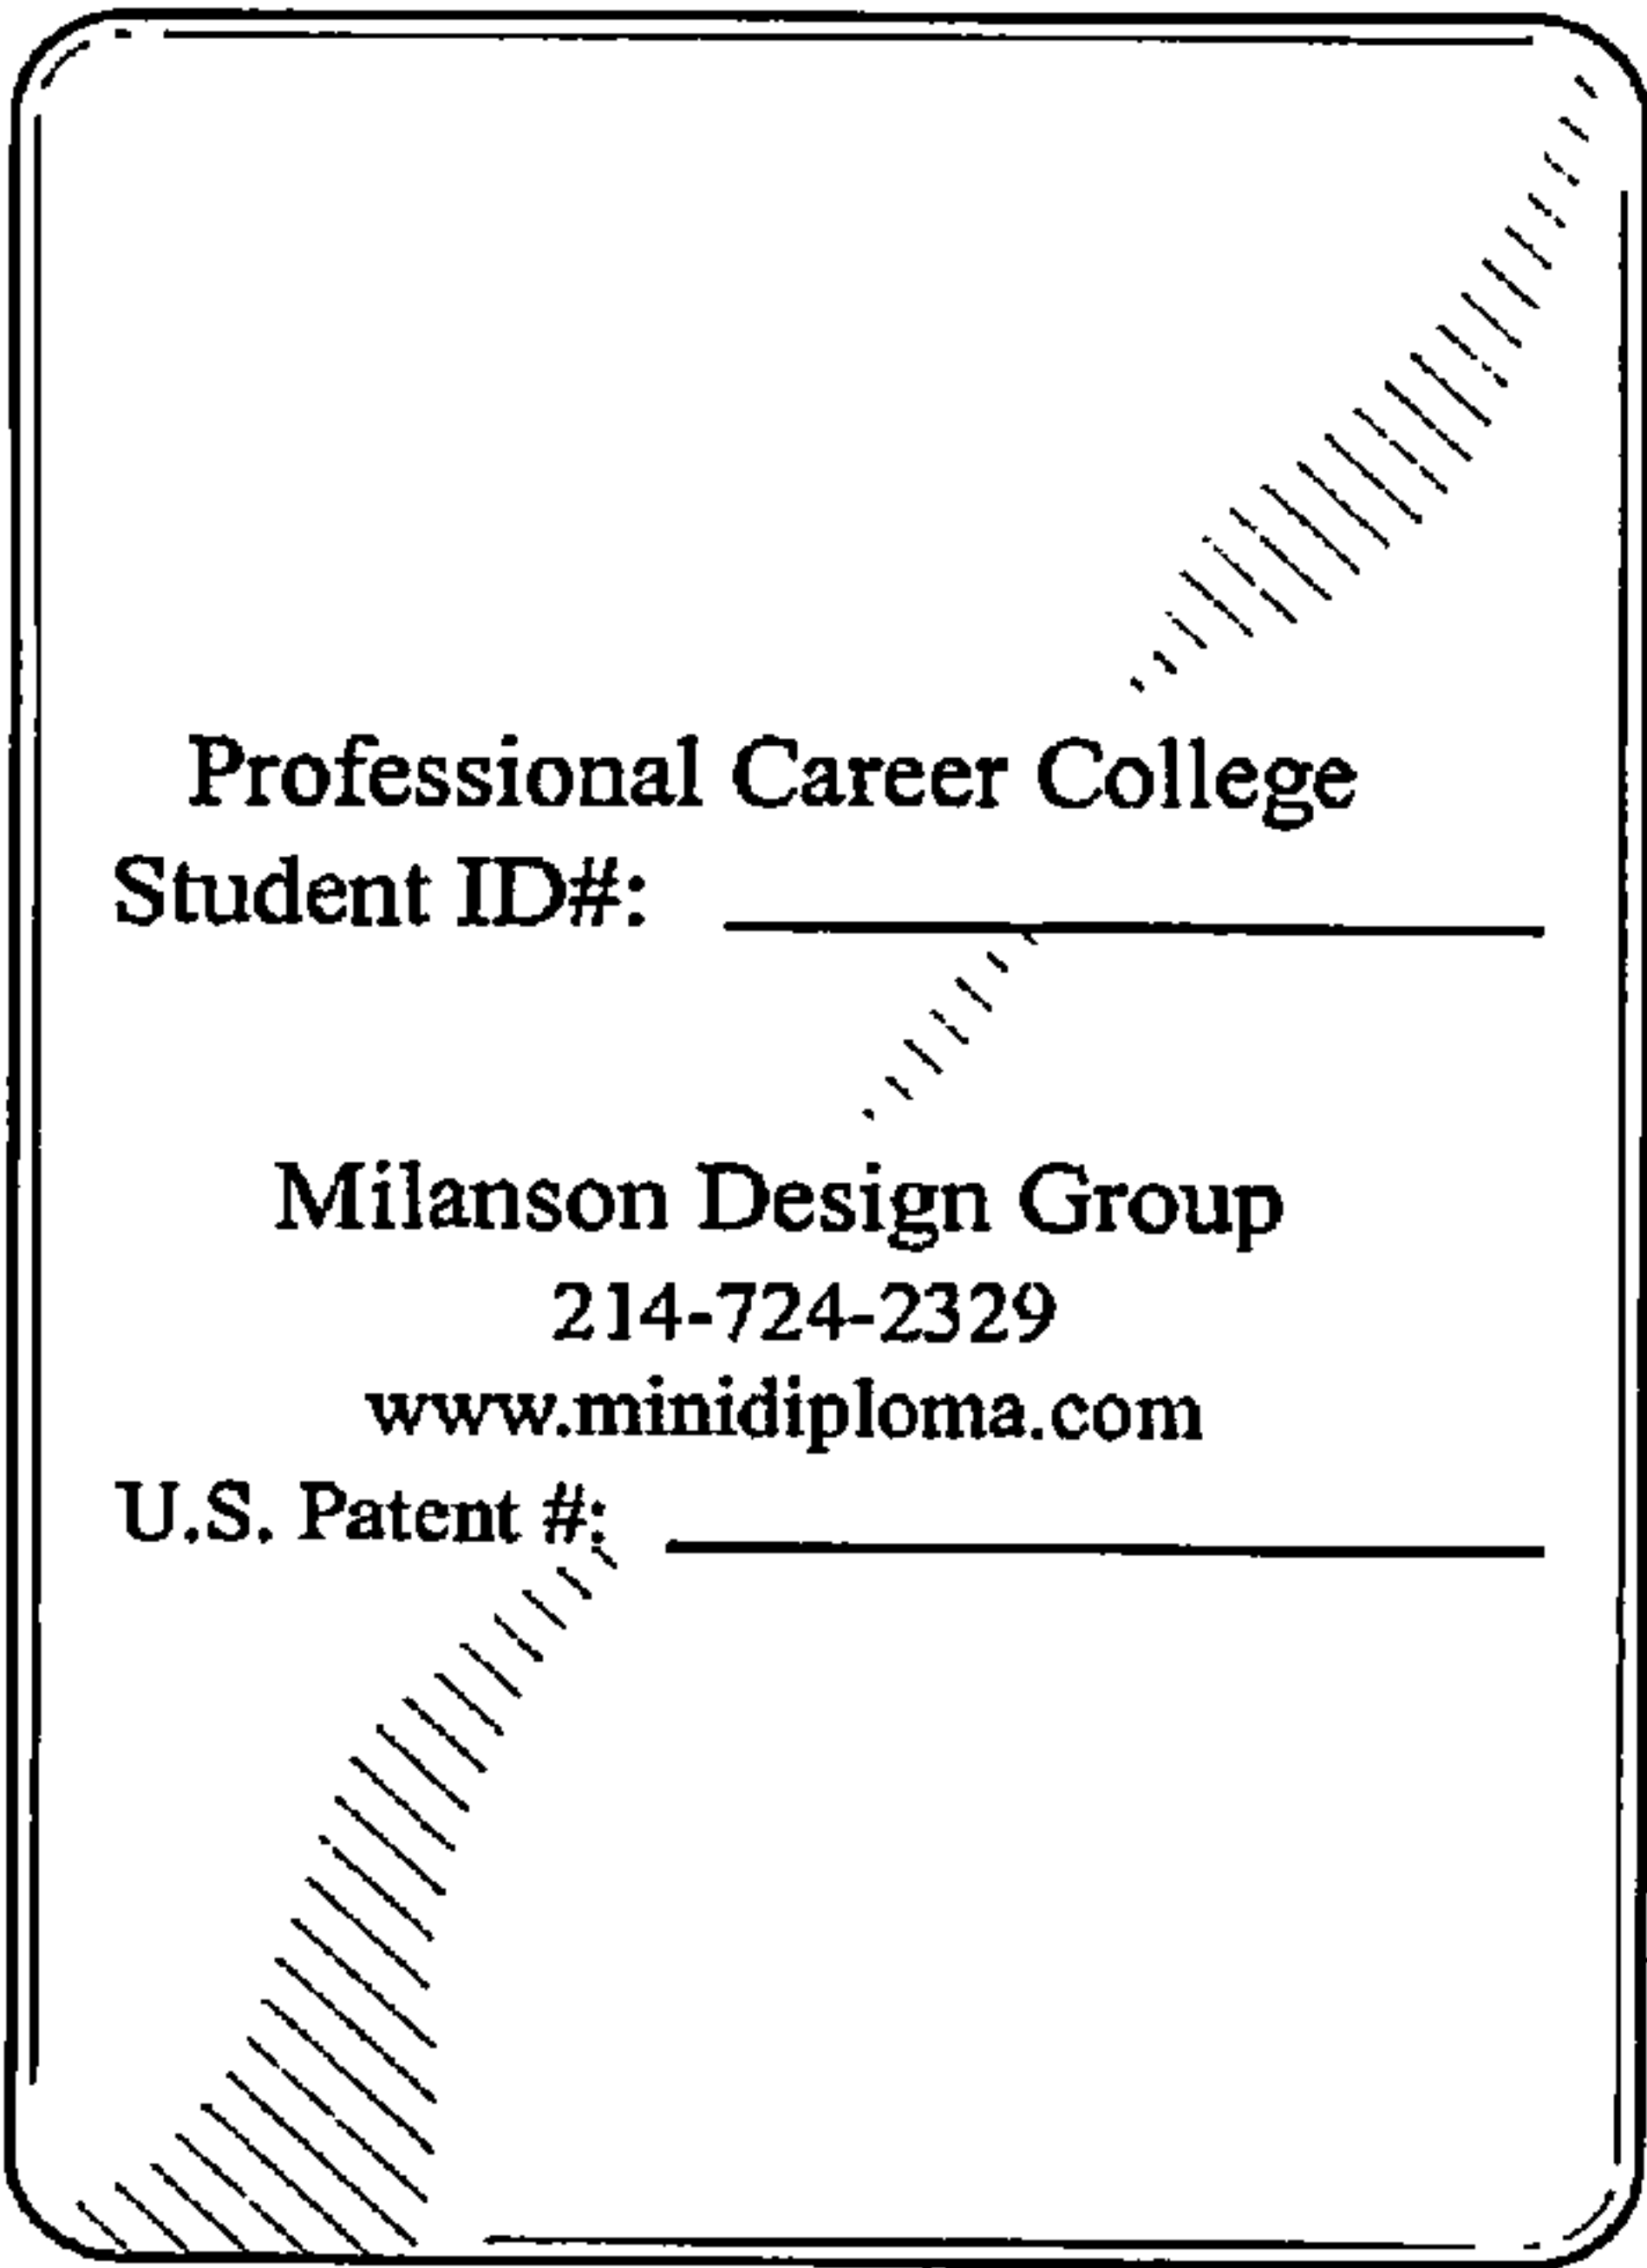 Professional Career College
Student ID#:
Milanson Design Group
214-724-2329
www.minidiploma.com
U.S. Patent #: